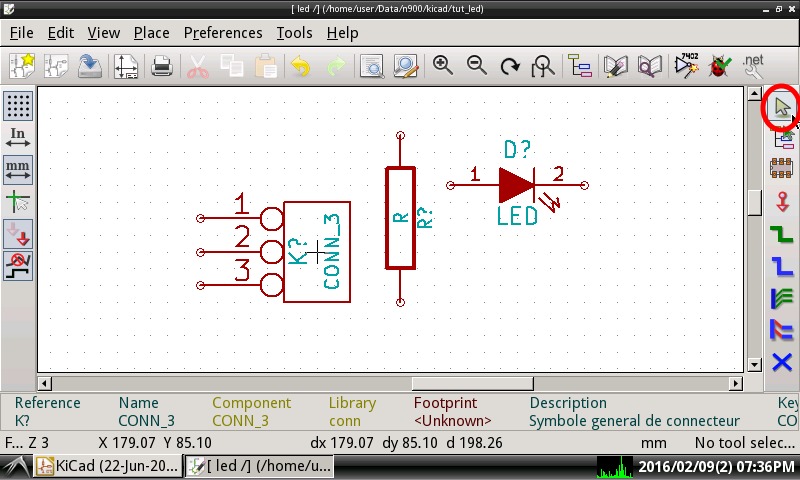 [ led /] (/home/user/Data/n900/kicad/tut_led)
File Edit View Place Preferences Tools Help
7402
.net
In
mm
1
2
3
K?
CONN_3
R
R?
D?
1
2
LED
Reference Name Component Library Footprint Description Key
K? CONN_3 CONN_3 conn <Unknown> Symbole general de connecteur CO
F... Z 3 X 179.07 Y 85.10 dx 179.07 dy 85.10 d 198.26 mm No tool selec...
KiCad (22-Jun-20... [ led /] (/home/u... 2016/02/09(2) 07:36PM